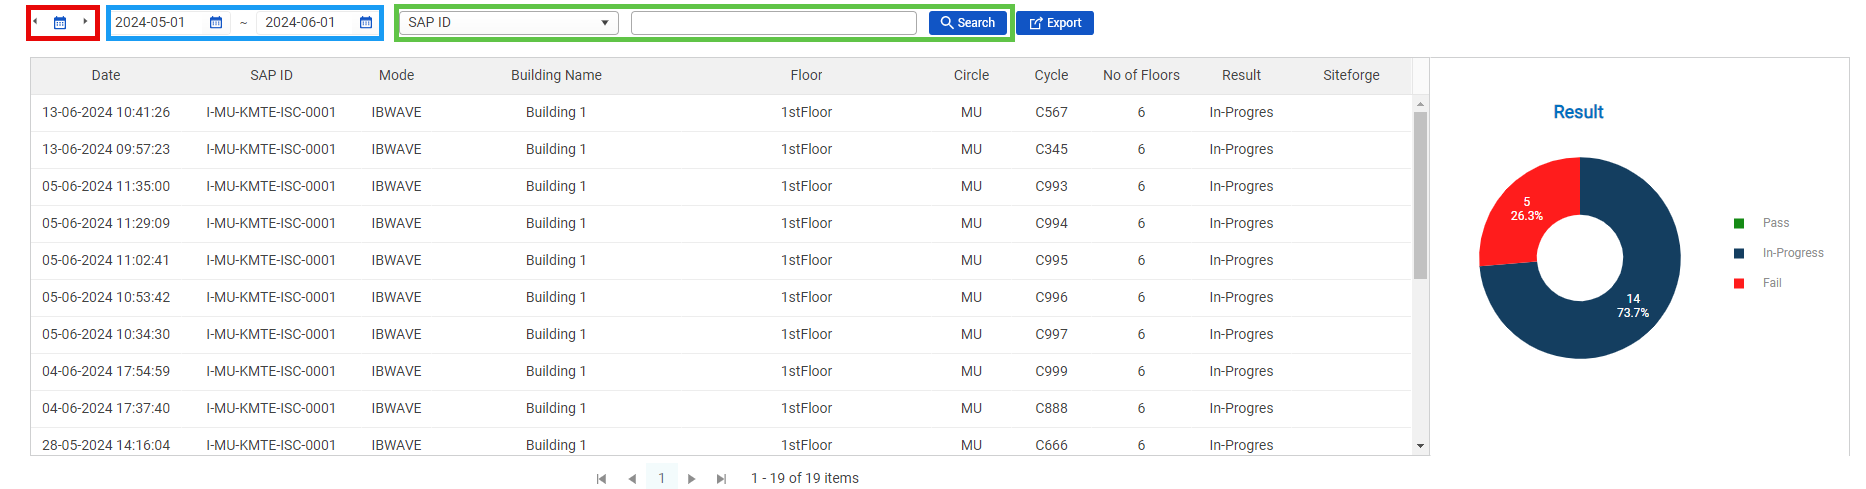 2024-05-01 ~ 2024-06-01 SAP ID Search Export
Date SAP ID Mode Building Name Floor Circle Cycle No of Floors Result Siteforge
13-06-2024 10:41:26 I-MU-KMTE-ISC-0001 IBWAVE Building 1 1stFloor MU C567 6 In-Progres
13-06-2024 09:57:23 I-MU-KMTE-ISC-0001 IBWAVE Building 1 1stFloor MU C345 6 In-Progres
05-06-2024 11:35:00 I-MU-KMTE-ISC-0001 IBWAVE Building 1 1stFloor MU C993 6 In-Progres
05-06-2024 11:29:09 I-MU-KMTE-ISC-0001 IBWAVE Building 1 1stFloor MU C994 6 In-Progres
05-06-2024 11:02:41 I-MU-KMTE-ISC-0001 IBWAVE Building 1 1stFloor MU C995 6 In-Progres
05-06-2024 10:53:42 I-MU-KMTE-ISC-0001 IBWAVE Building 1 1stFloor MU C996 6 In-Progres
05-06-2024 10:34:30 I-MU-KMTE-ISC-0001 IBWAVE Building 1 1stFloor MU C997 6 In-Progres
04-06-2024 17:54:59 I-MU-KMTE-ISC-0001 IBWAVE Building 1 1stFloor MU C999 6 In-Progres
04-06-2024 17:37:40 I-MU-KMTE-ISC-0001 IBWAVE Building 1 1stFloor MU C888 6 In-Progres
28-05-2024 14:16:04 I-MU-KMTE-ISC-0001 IBWAVE Building 1 1stFloor MU C666 6 In-Progres
1 1 - 19 of 19 items
Result
5
26.3%
14
73.7%
Pass
In-Progress
Fail